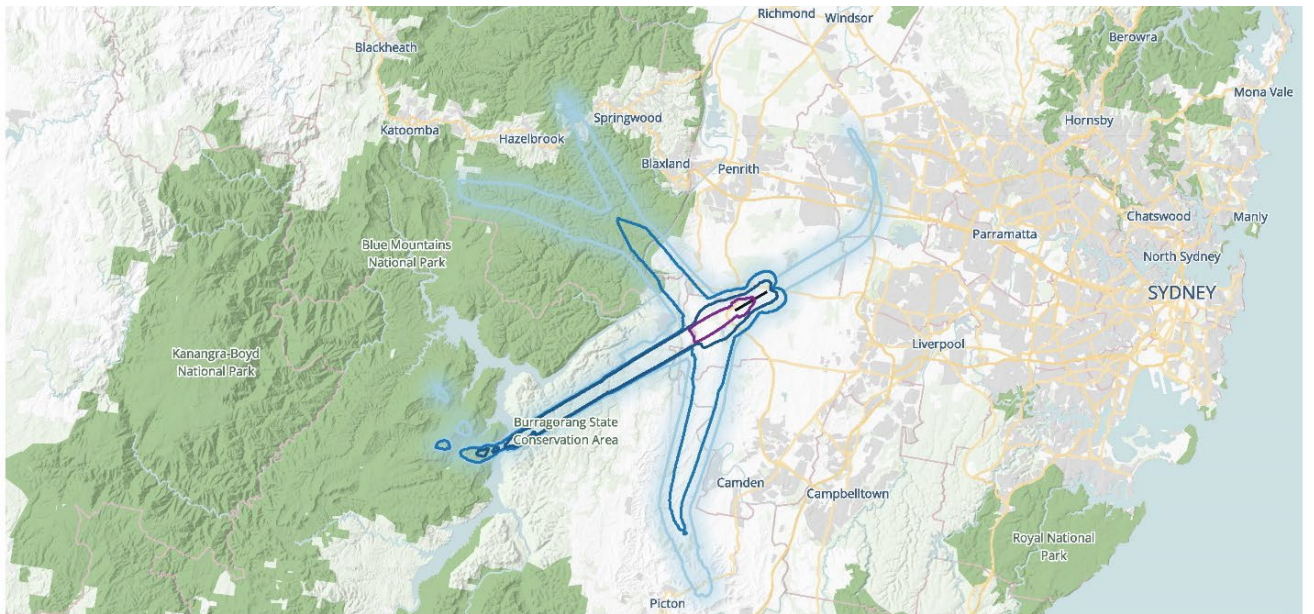 Richmond
Windsor
Berowra
Blackheath
Mona Vale
Hornsby
Springwood
Katoomba
Hazelbrook
Blaxland
Penrith
Chatswood
Manly
Parramatta
Blue Mountains
National Park
North Sydney
SYDNEY
Liverpool
Kanangra-Boyd
National Park
Burragorang State
Conservation Area
Camden
Campbelltown
Royal National
Park
Picton